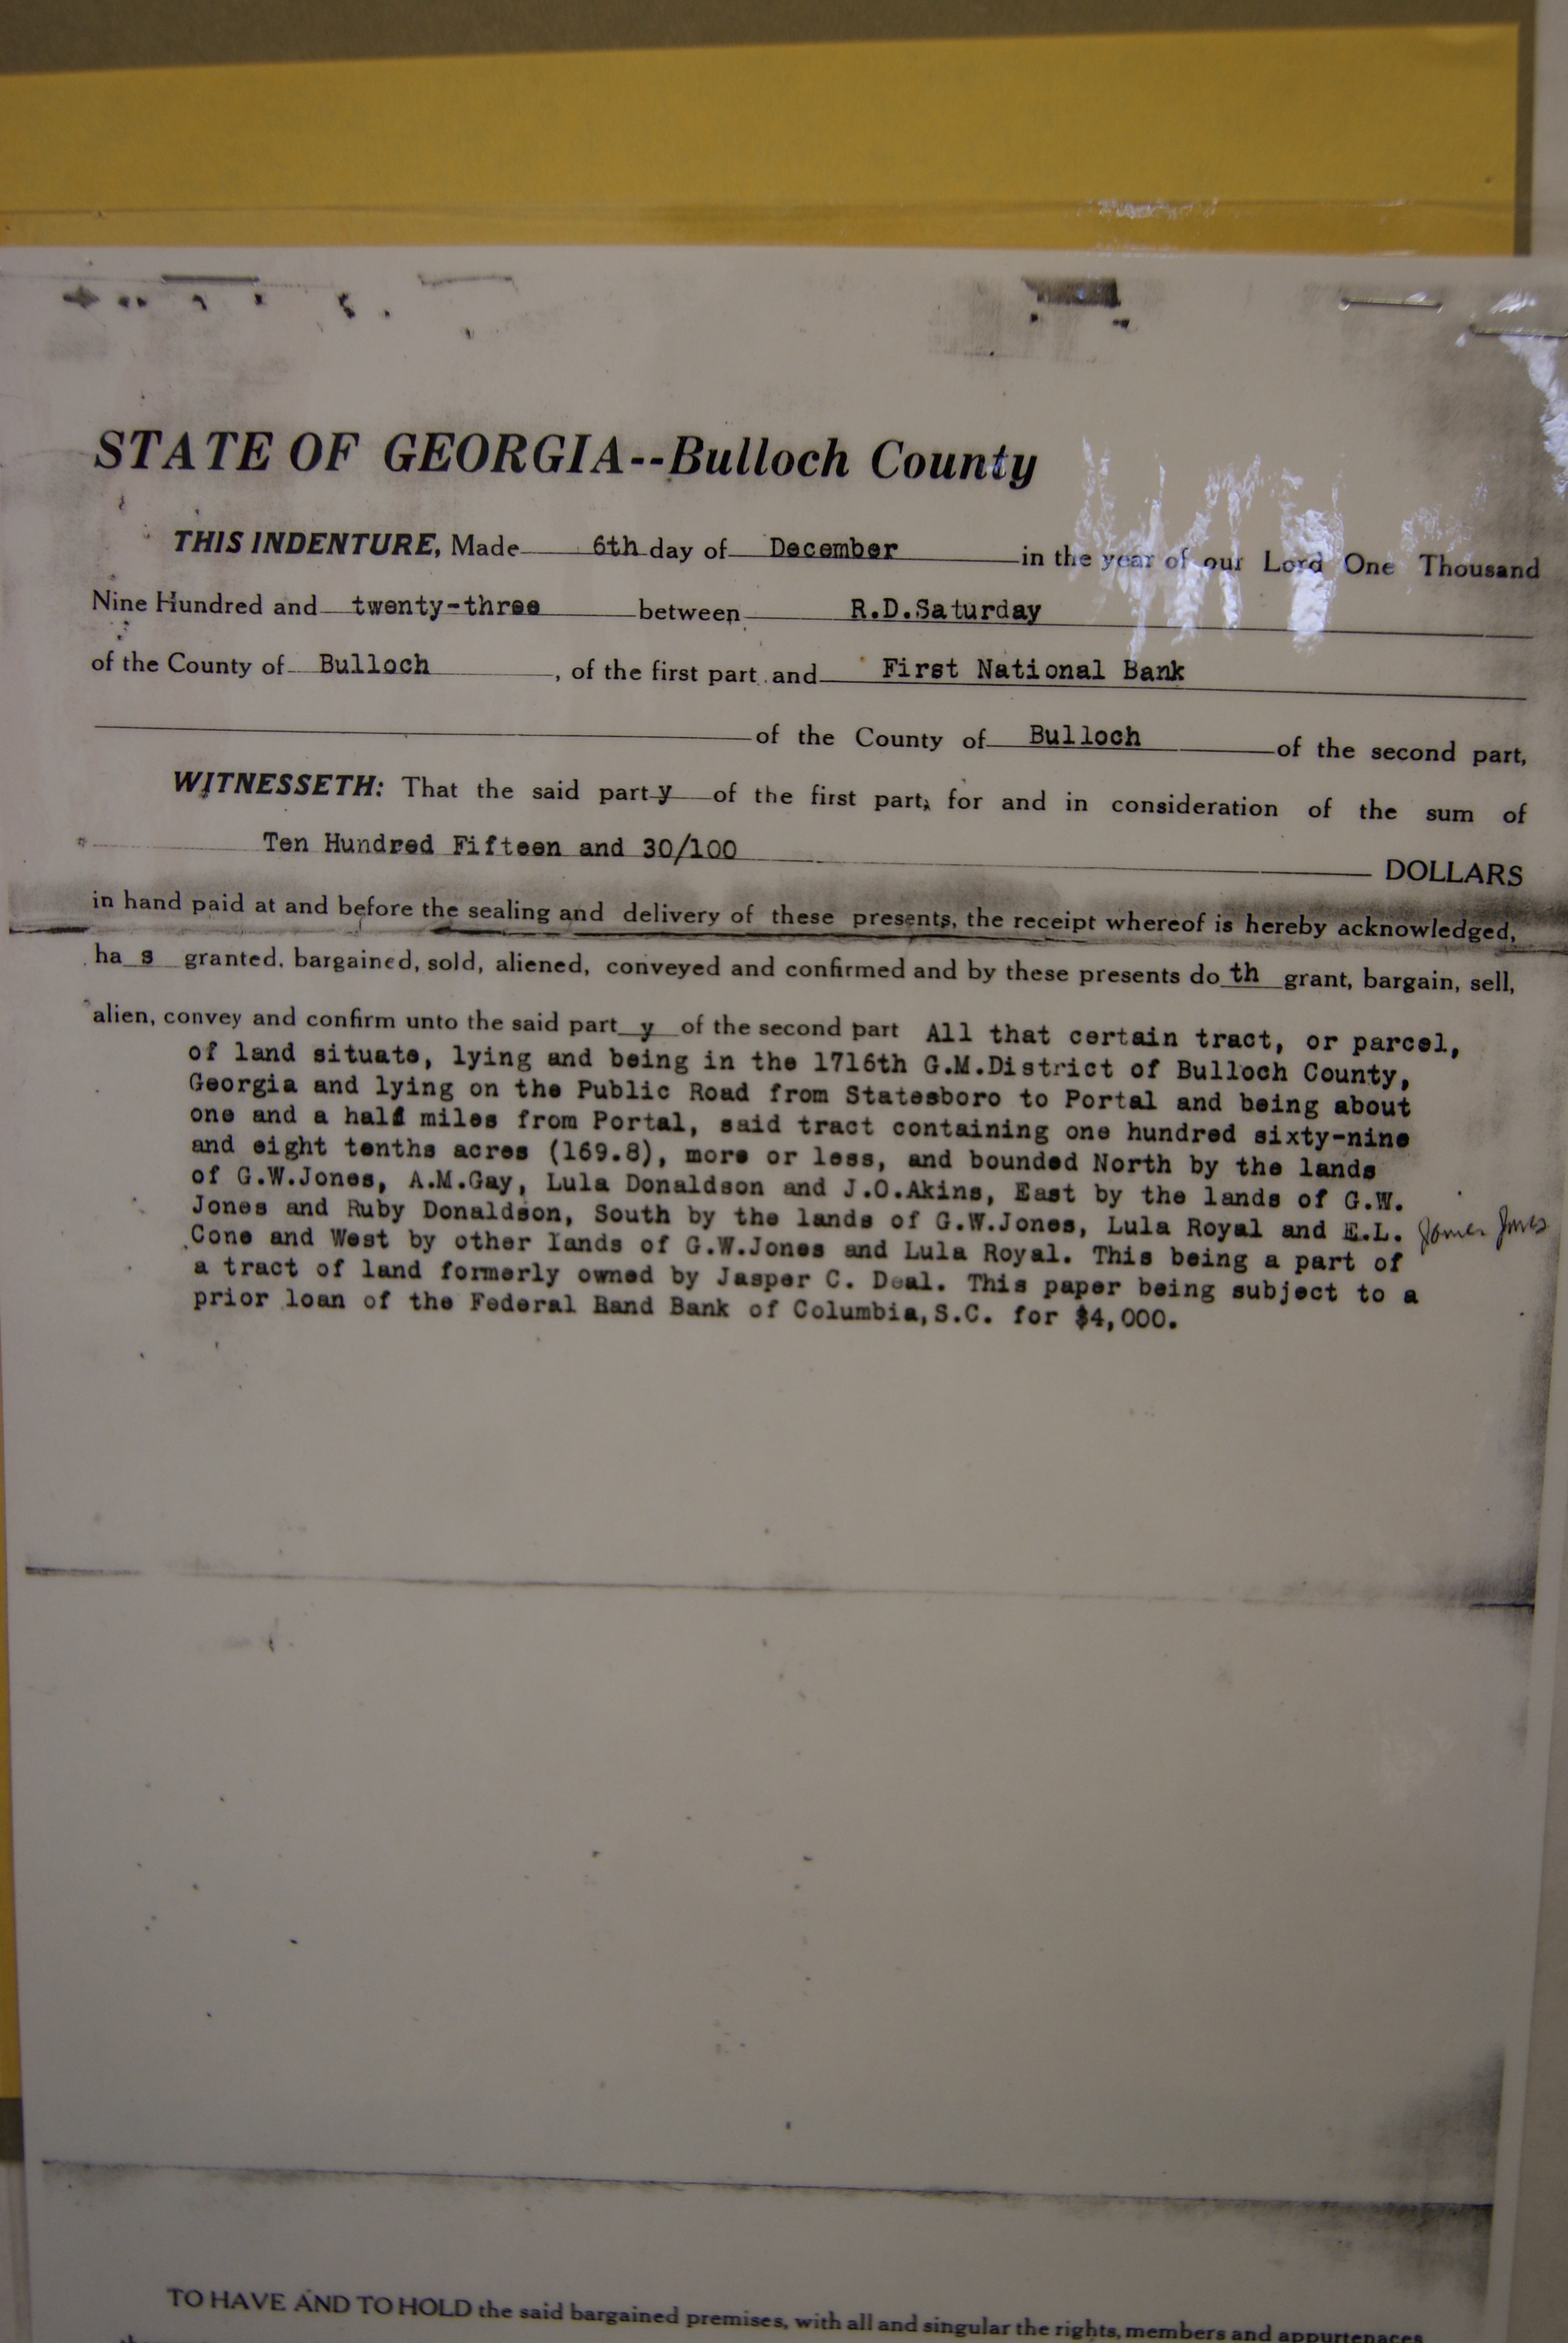 STATE OF GEORGIA--Bulloch County
THIS INDENTURE, Made 6th day of December in the year of our Lord One Thousand
Nine Hundred and twenty-three between R.D.Saturday
of the County of Bulloch, of the first part and First National Bank
of the County of Bulloch of the second part,
WITNESSETH: That the said party of the first part, for and in consideration of the sum of
Ten Hundred Fifteen and 30/100 DOLLARS
in hand paid at and before the sealing and delivery of these presents, the receipt whereof is hereby acknowledged,
has granted, bargained, sold, aliened, conveyed and confirmed and by these presents doth grant, bargain, sell,
alien, convey and confirm unto the said party of the second part All that certain tract, or parcel,
of land situate, lying and being in the 1716th G.M.District of Bulloch County,
Georgia and lying on the Public Road from Statesboro to Portal and being about
one and a half miles from Portal, said tract containing one hundred sixty-nine
and eight tenths acres (169.8), more or less, and bounded North by the lands
of G.W.Jones, A.M.Gay, Lula Donaldson and J.O.Akins, East by the lands of G.W.
Jones and Ruby Donaldson, South by the lands of G.W.Jones, Lula Royal and E.L. Jones
Cone and West by other lands of G.W.Jones and Lula Royal. This being a part of
a tract of land formerly owned by Jasper C. Deal. This paper being subject to a
prior loan of the Federal Band Bank of Columbia,S.C. for $4,000.
TO HAVE AND TO HOLD the said bargained premises, with all and singular the rights, members and appurtenances